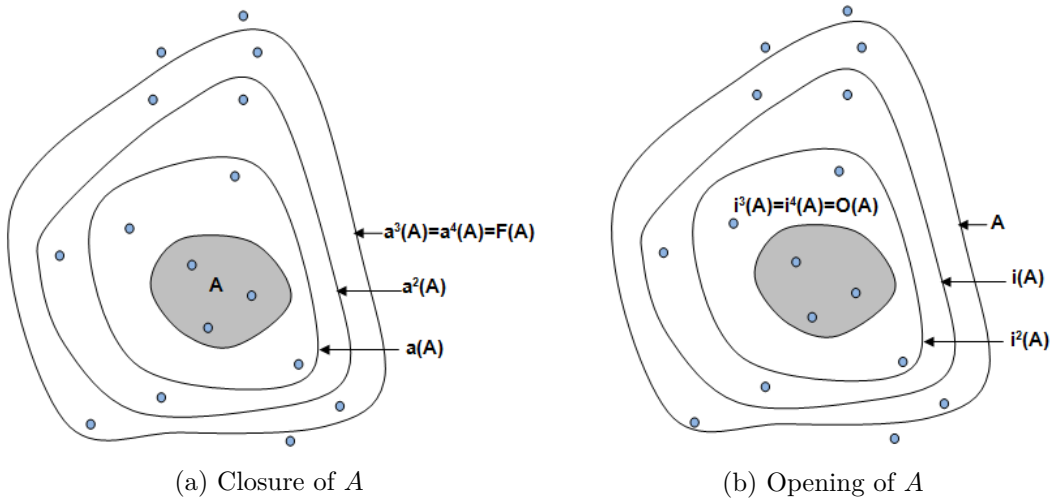 a³(A)=a⁴(A)=F(A)
A
a²(A)
a(A)
(a) Closure of A
i³(A)=i⁴(A)=O(A)
A
i(A)
i²(A)
(b) Opening of A